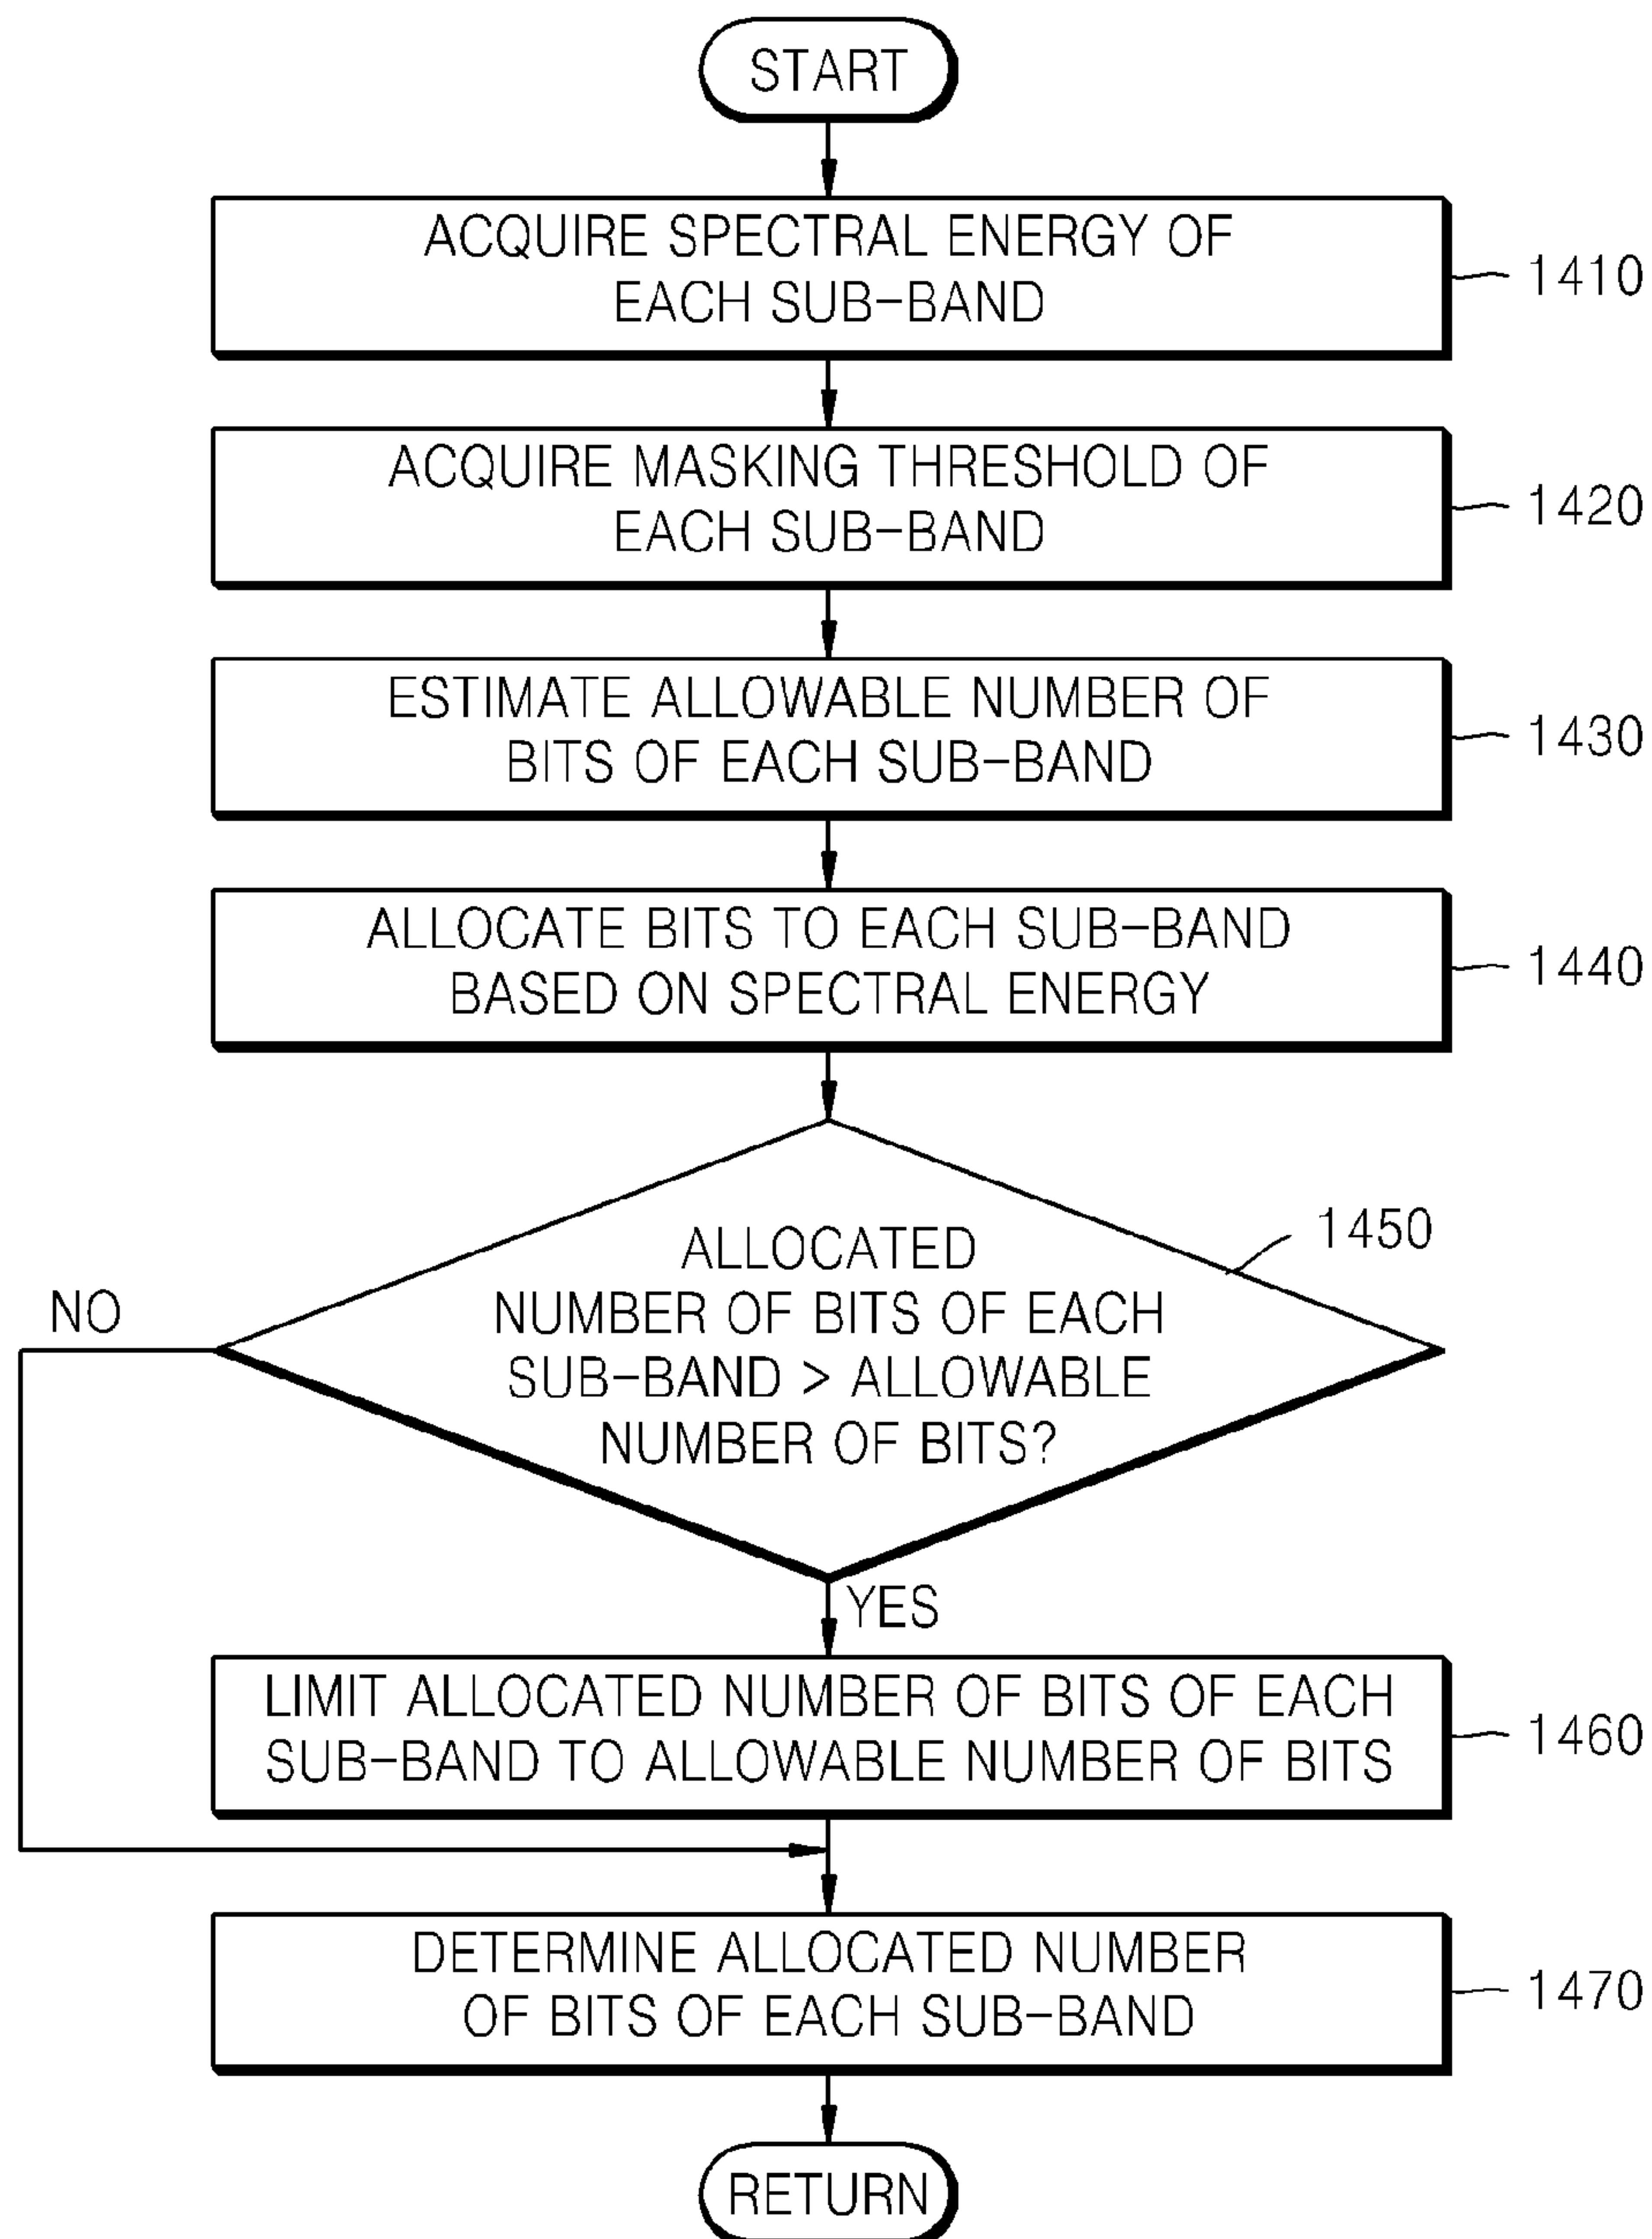 START
ACQUIRE SPECTRAL ENERGY OF
EACH SUB-BAND
1410
ACQUIRE MASKING THRESHOLD OF
EACH SUB-BAND
1420
ESTIMATE ALLOWABLE NUMBER OF
BITS OF EACH SUB-BAND
1430
ALLOCATE BITS TO EACH SUB-BAND
BASED ON SPECTRAL ENERGY
1440
ALLOCATED
NUMBER OF BITS OF EACH
SUB-BAND > ALLOWABLE
NUMBER OF BITS?
1450
NO
YES
LIMIT ALLOCATED NUMBER OF BITS OF EACH
SUB-BAND TO ALLOWABLE NUMBER OF BITS
1460
DETERMINE ALLOCATED NUMBER
OF BITS OF EACH SUB-BAND
1470
RETURN